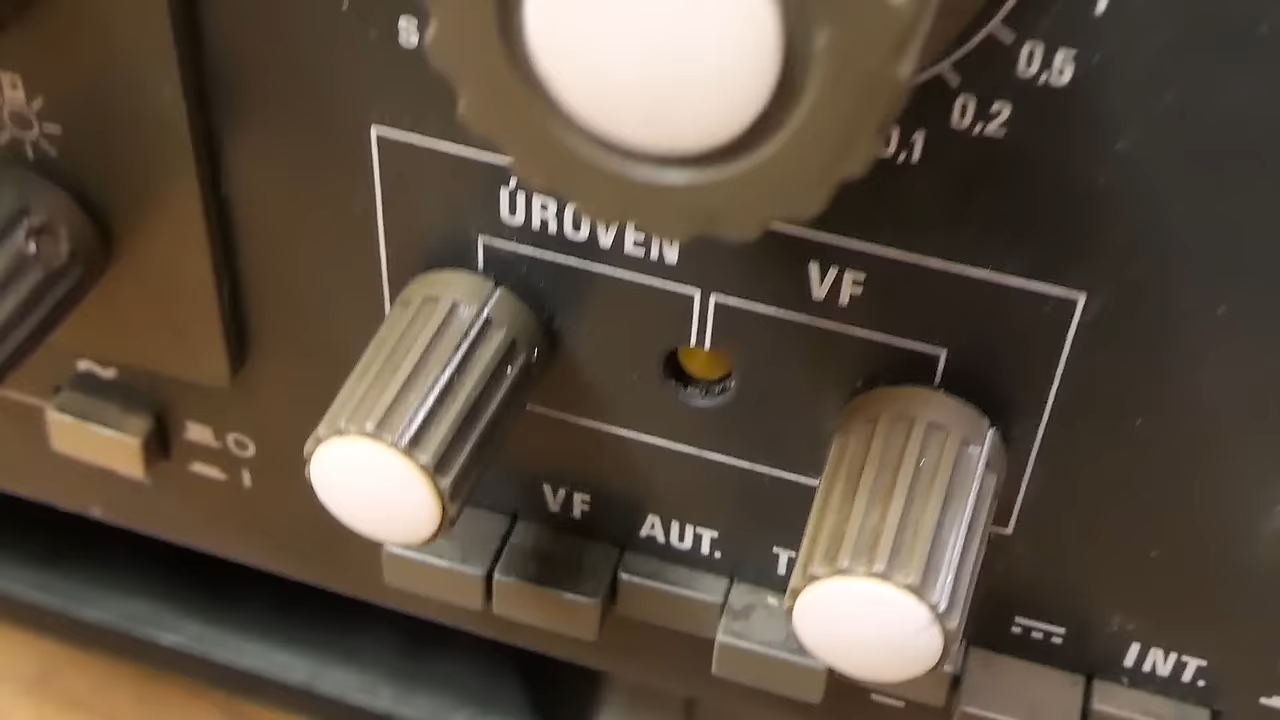 0,5
0,2
0,1
ÚROVEŇ
VF
VF
AUT.
INT.